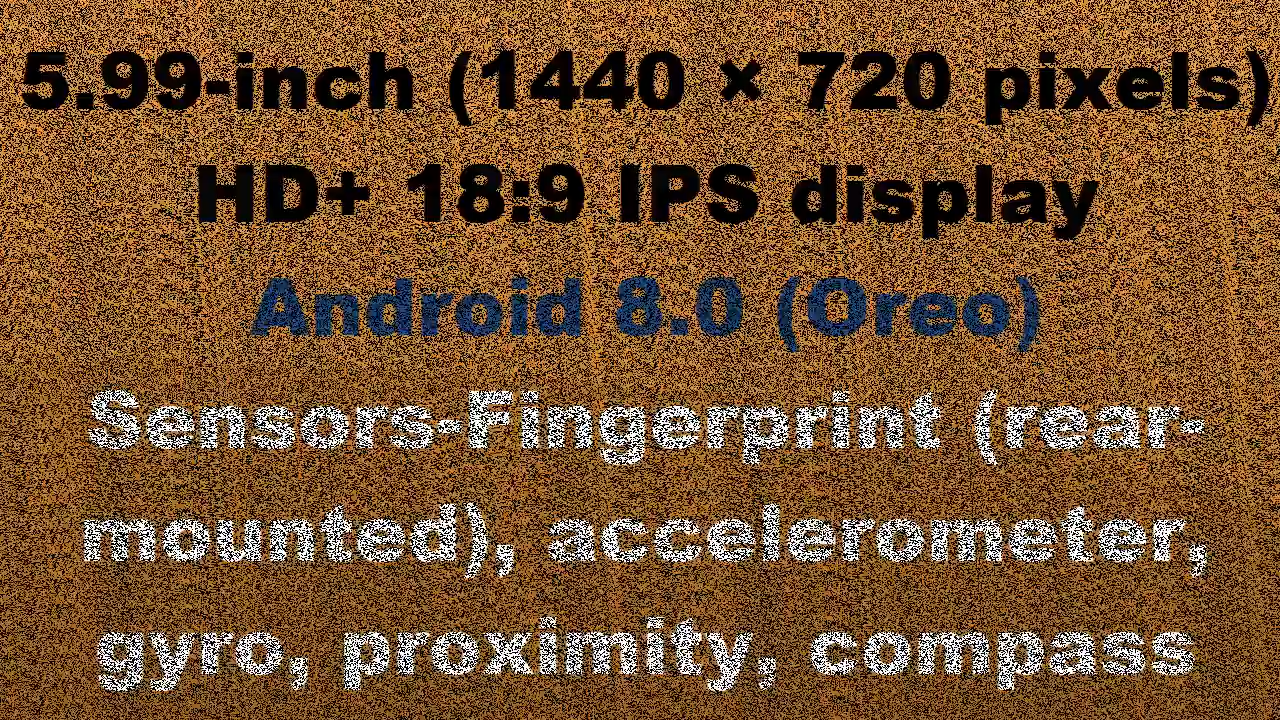 5.99-inch (1440 × 720 pixels)
HD+ 18:9 IPS display
Android 8.0 (Oreo)
Sensors-Fingerprint (rear-
mounted), accelerometer,
gyro, proximity, compass